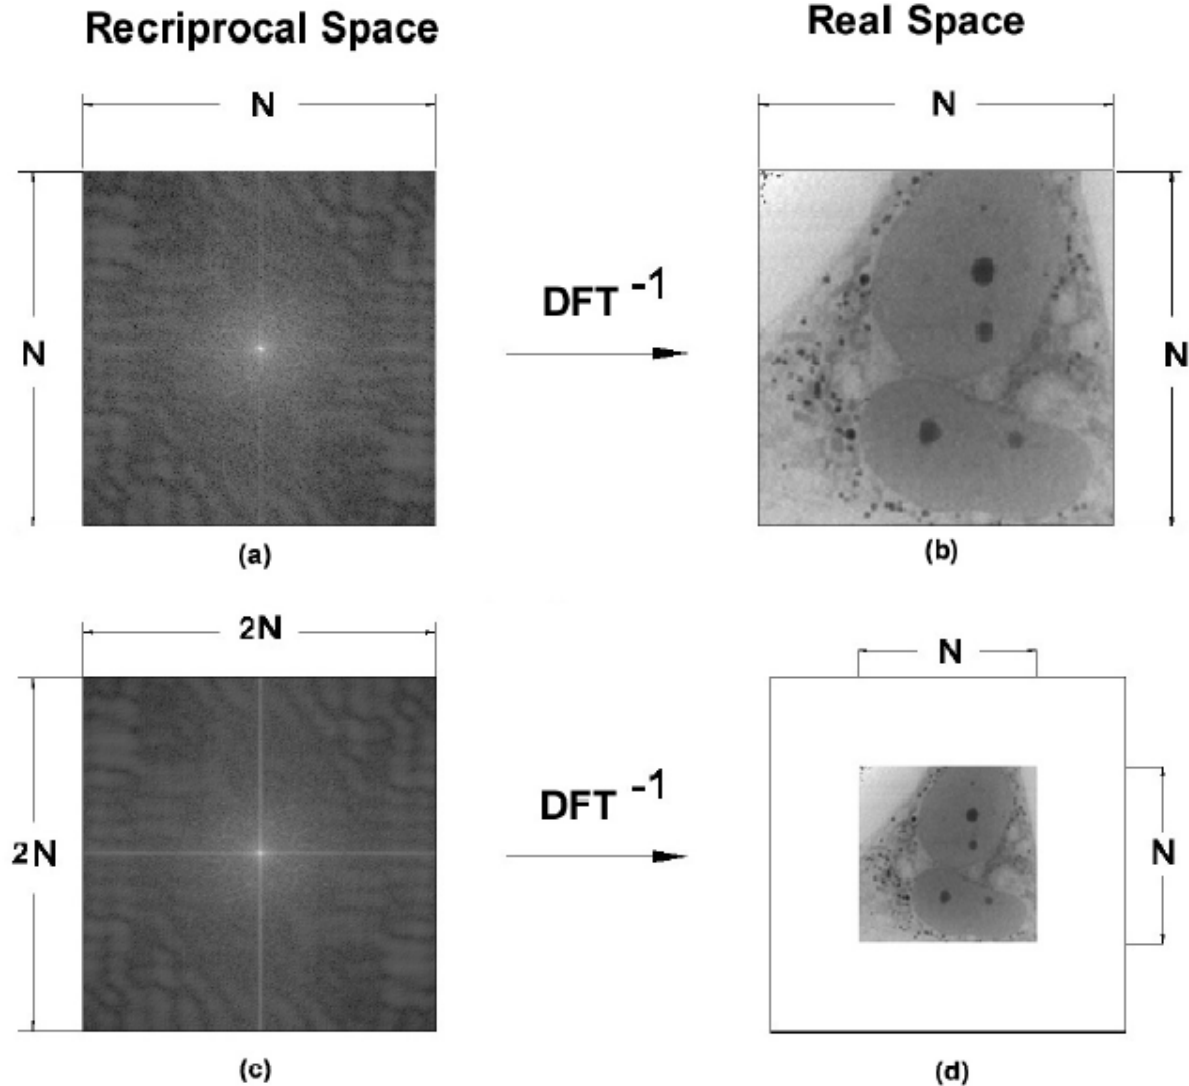 Recriprocal Space
Real Space
N
N
N
DFT -1
N
(a)
(b)
2N
N
2N
DFT -1
N
(c)
(d)